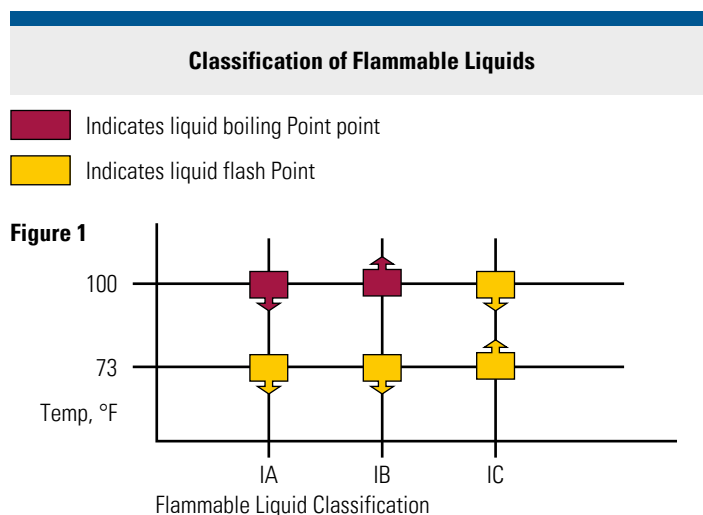 Classification of Flammable Liquids
Indicates liquid boiling Point point
Indicates liquid flash Point
Figure 1
100
73
Temp, °F
IA IB IC
Flammable Liquid Classification